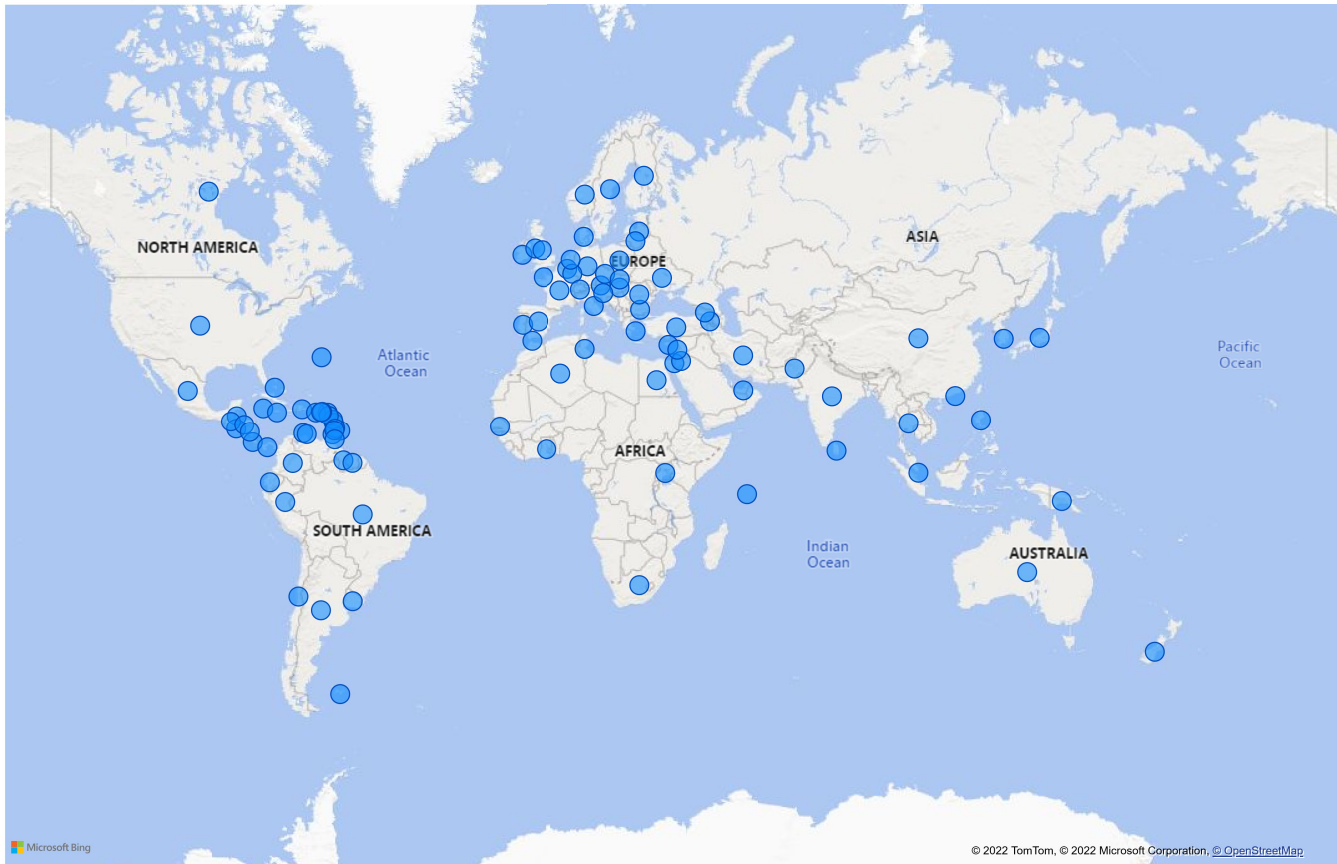 ASIA
EUROPE
NORTH AMERICA
Atlantic
Ocean
Pacific
Ocean
AFRICA
SOUTH AMERICA
Indian
Ocean
AUSTRALIA
Microsoft Bing
© 2022 TomTom, © 2022 Microsoft Corporation, © OpenStreetMap